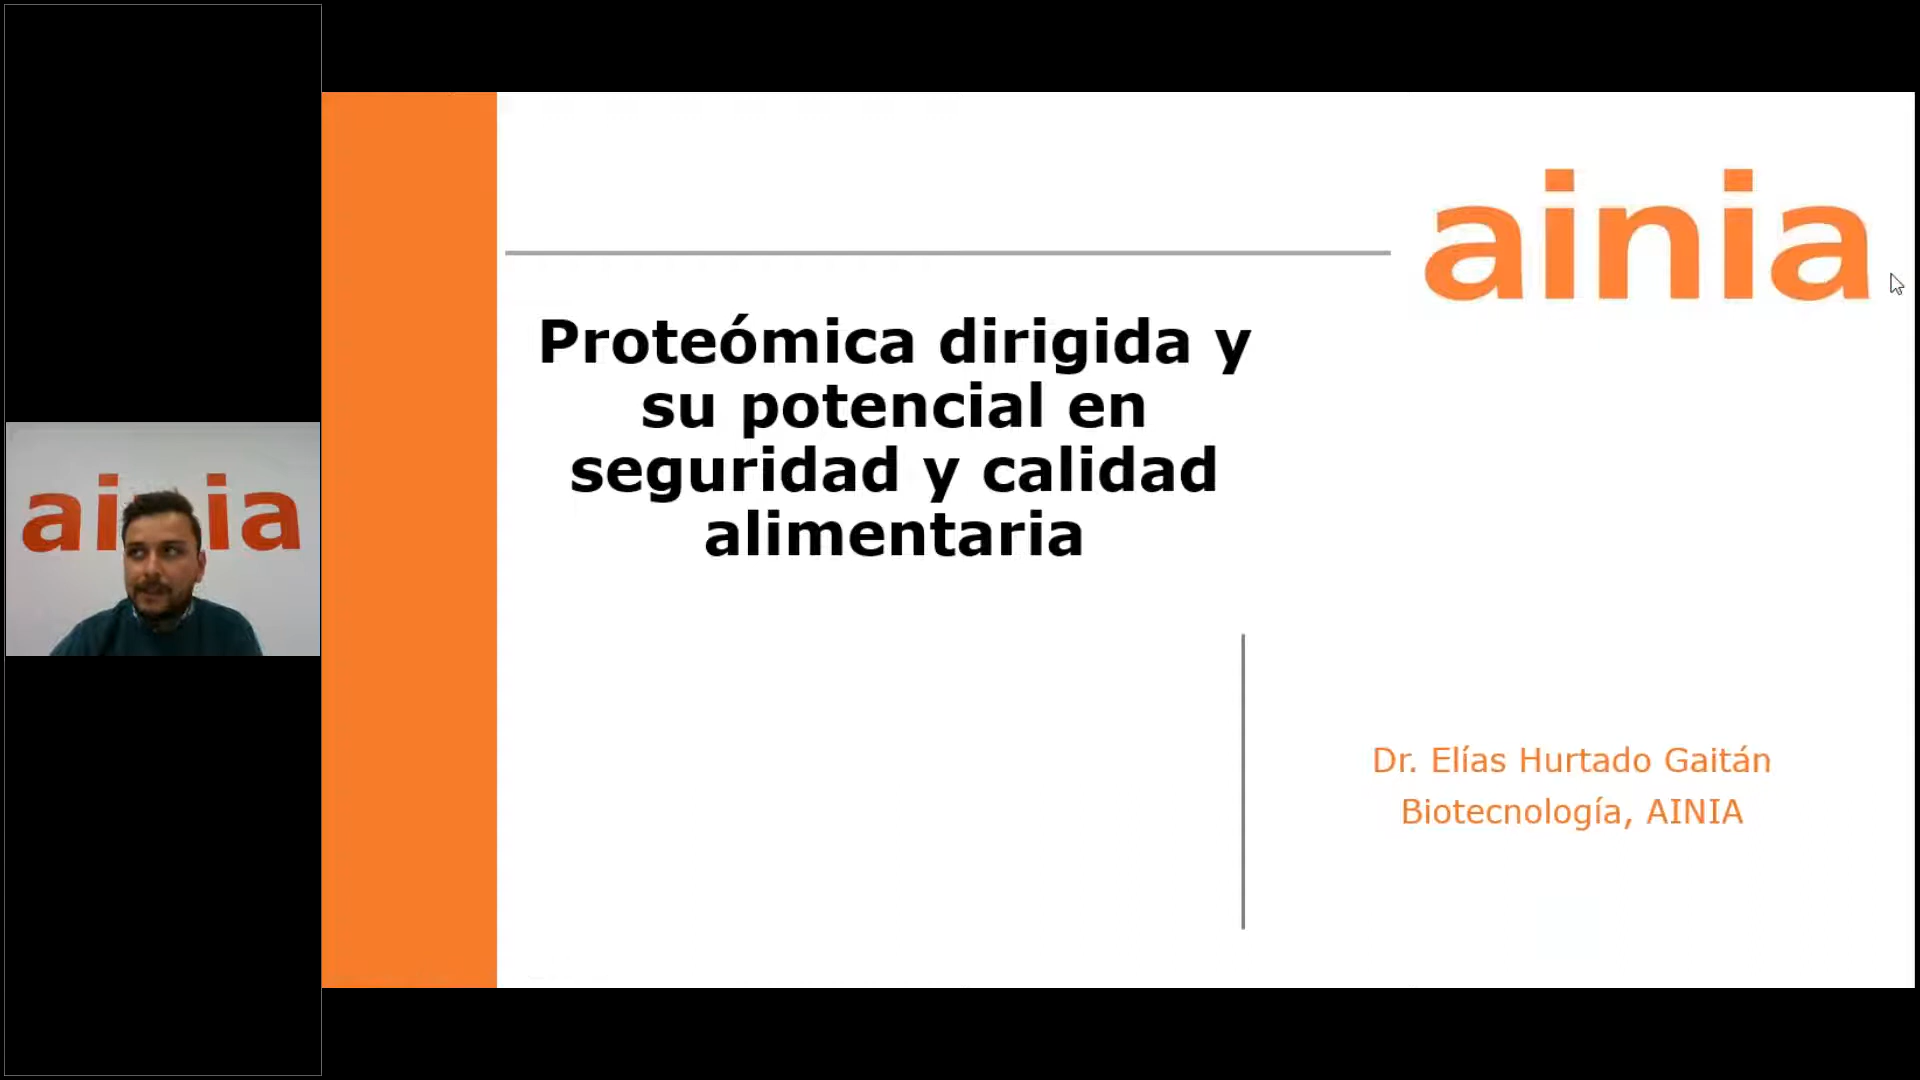 ainia
ainia
Proteómica dirigida y
su potencial en
seguridad y calidad
alimentaria
Dr. Elías Hurtado Gaitán
Biotecnología, AINIA